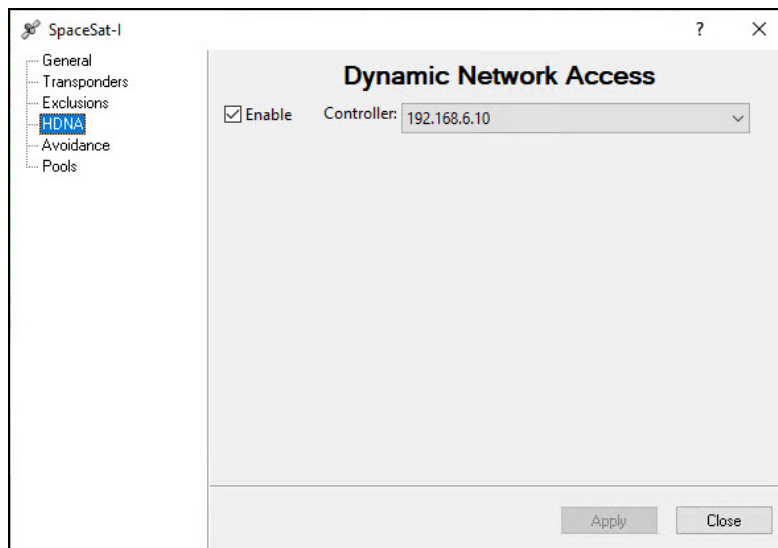 SpaceSat-I
?
General
Transponders
Exclusions
HDNA
Avoidance
Pools
Dynamic Network Access
Enable
Controller: 192.168.6.10
Apply
Close